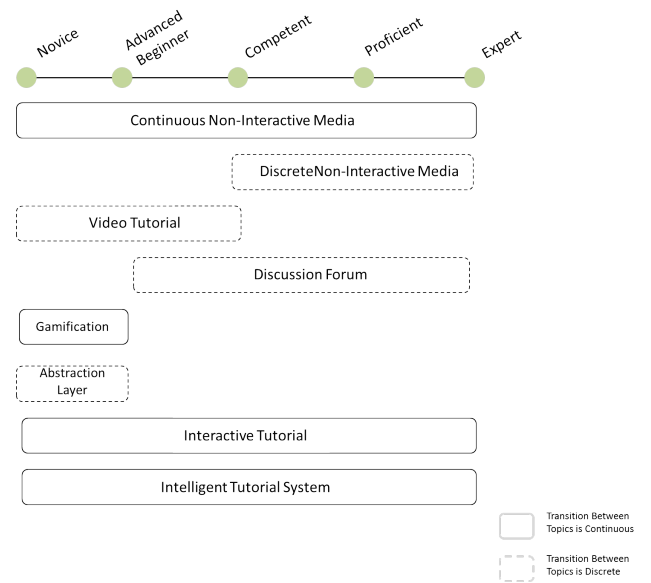 Novice
Advanced
Beginner
Competent
Proficient
Expert
Continuous Non-Interactive Media
DiscreteNon-Interactive Media
Video Tutorial
Discussion Forum
Gamification
Abstraction
Layer
Interactive Tutorial
Intelligent Tutorial System
Transition Between
Topics is Continuous
Transition Between
Topics is Discrete